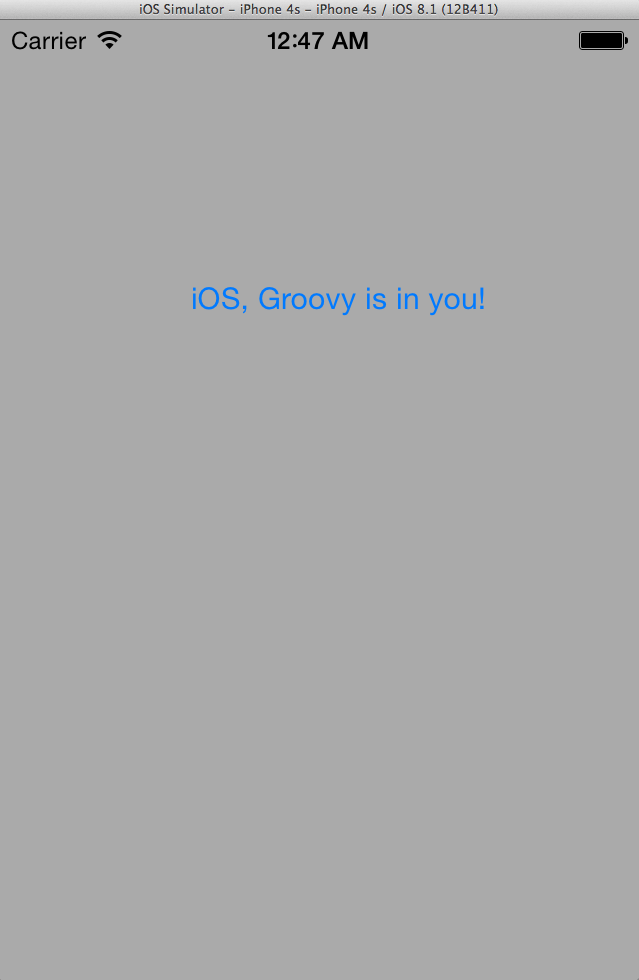 iOS Simulator – iPhone 4s – iPhone 4s / iOS 8.1 (12B411)
Carrier 12:47 AM
iOS, Groovy is in you!